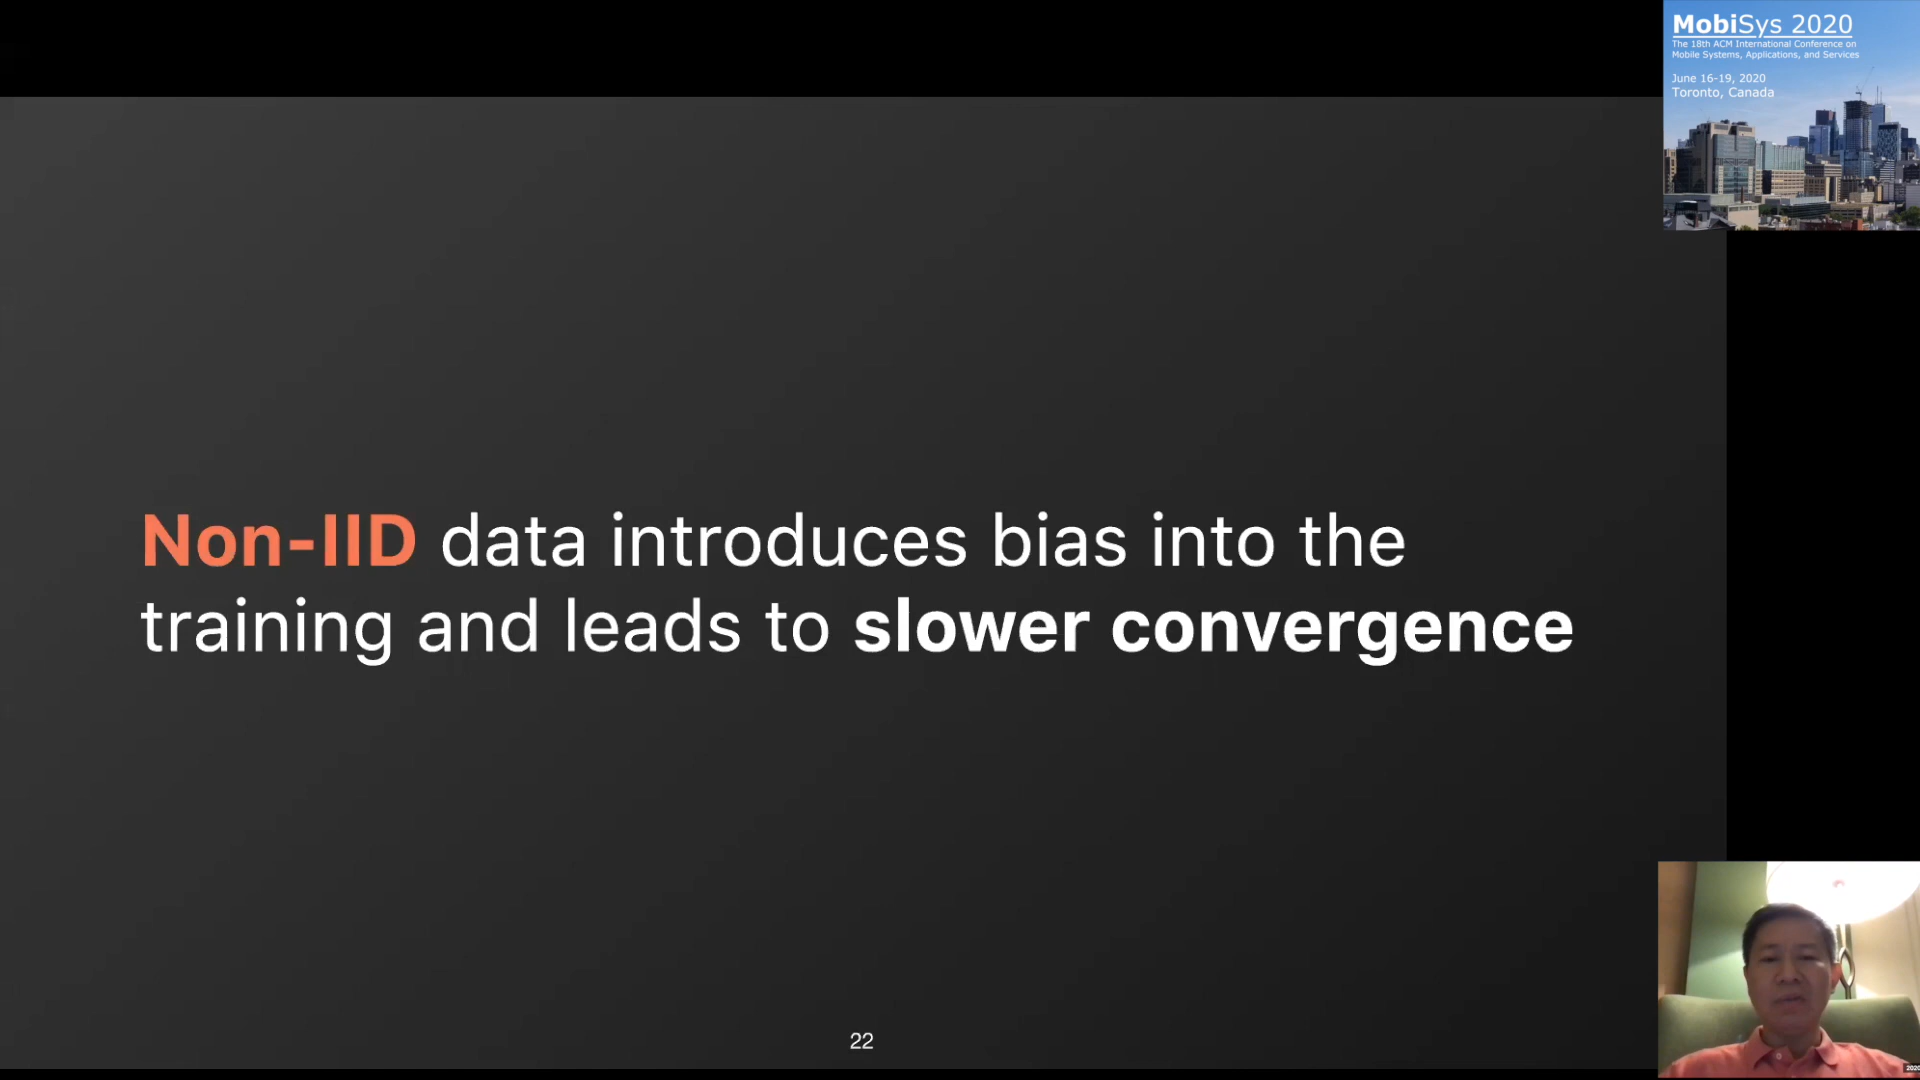 MobiSys 2020
The 18th ACM International Conference on
Mobile Systems, Applications, and Services
June 16-19, 2020
Toronto, Canada
Non-IID data introduces bias into the
training and leads to slower convergence
22
2020